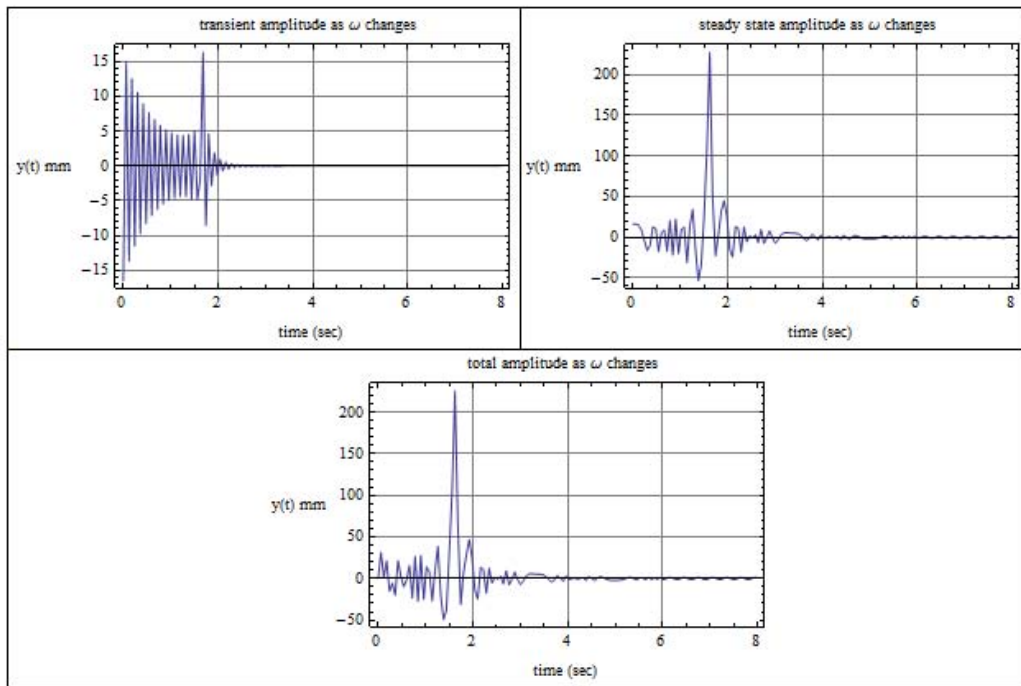 transient amplitude as ω changes
15
10
5
y(t) mm
0
−5
−10
−15
0 2 4 6 8
time (sec)
steady state amplitude as ω changes
200
150
100
y(t) mm
50
0
−50
0 2 4 6 8
time (sec)
total amplitude as ω changes
200
150
100
y(t) mm
50
0
−50
0 2 4 6 8
time (sec)